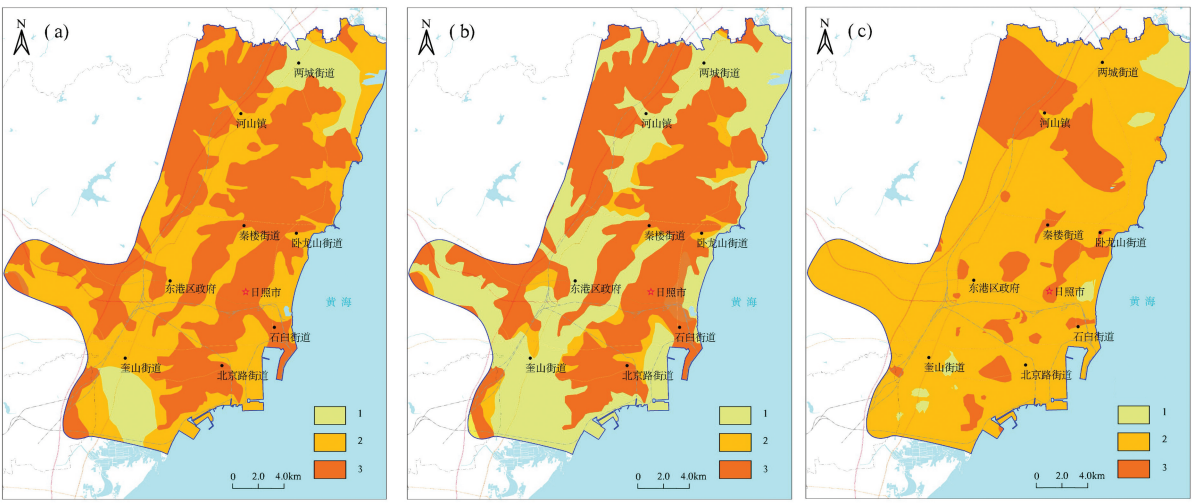 N
(a)
两城街道
河山镇
秦楼街道
卧龙山街道
东港区政府
日照市
黄海
石臼街道
奎山街道
北京路街道
1
2
3
0 2.0 4.0km
N
(b)
两城街道
河山镇
秦楼街道
卧龙山街道
东港区政府
日照市
黄海
石臼街道
奎山街道
北京路街道
1
2
3
0 2.0 4.0km
N
(c)
两城街道
河山镇
秦楼街道
卧龙山街道
东港区政府
日照市
黄海
石臼街道
奎山街道
北京路街道
1
2
3
0 2.0 4.0km